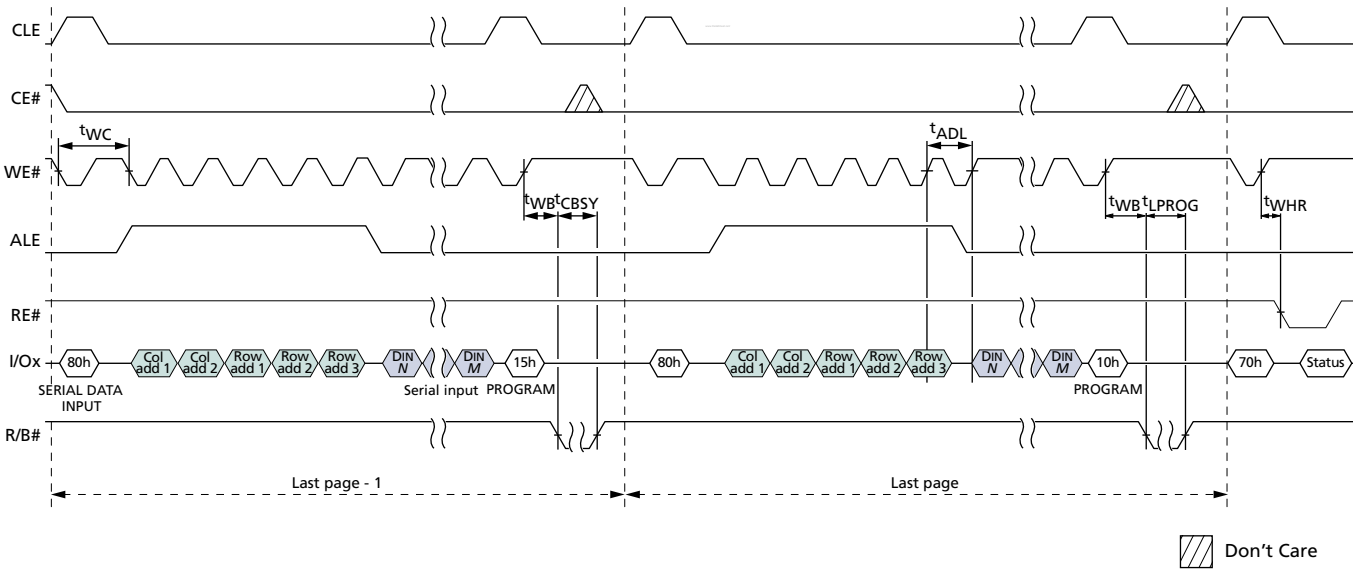 CLE
CE#
tWC
tADL
WE#
tWB tCBSY
tWB tLPROG
tWHR
ALE
RE#
I/Ox
80h
Col add 1
Col add 2
Row add 1
Row add 2
Row add 3
DIN N
DIN M
15h
80h
Col add 1
Col add 2
Row add 1
Row add 2
Row add 3
DIN N
DIN M
10h
70h
Status
SERIAL DATA
INPUT
Serial input
PROGRAM
PROGRAM
R/B#
Last page - 1
Last page
Don't Care